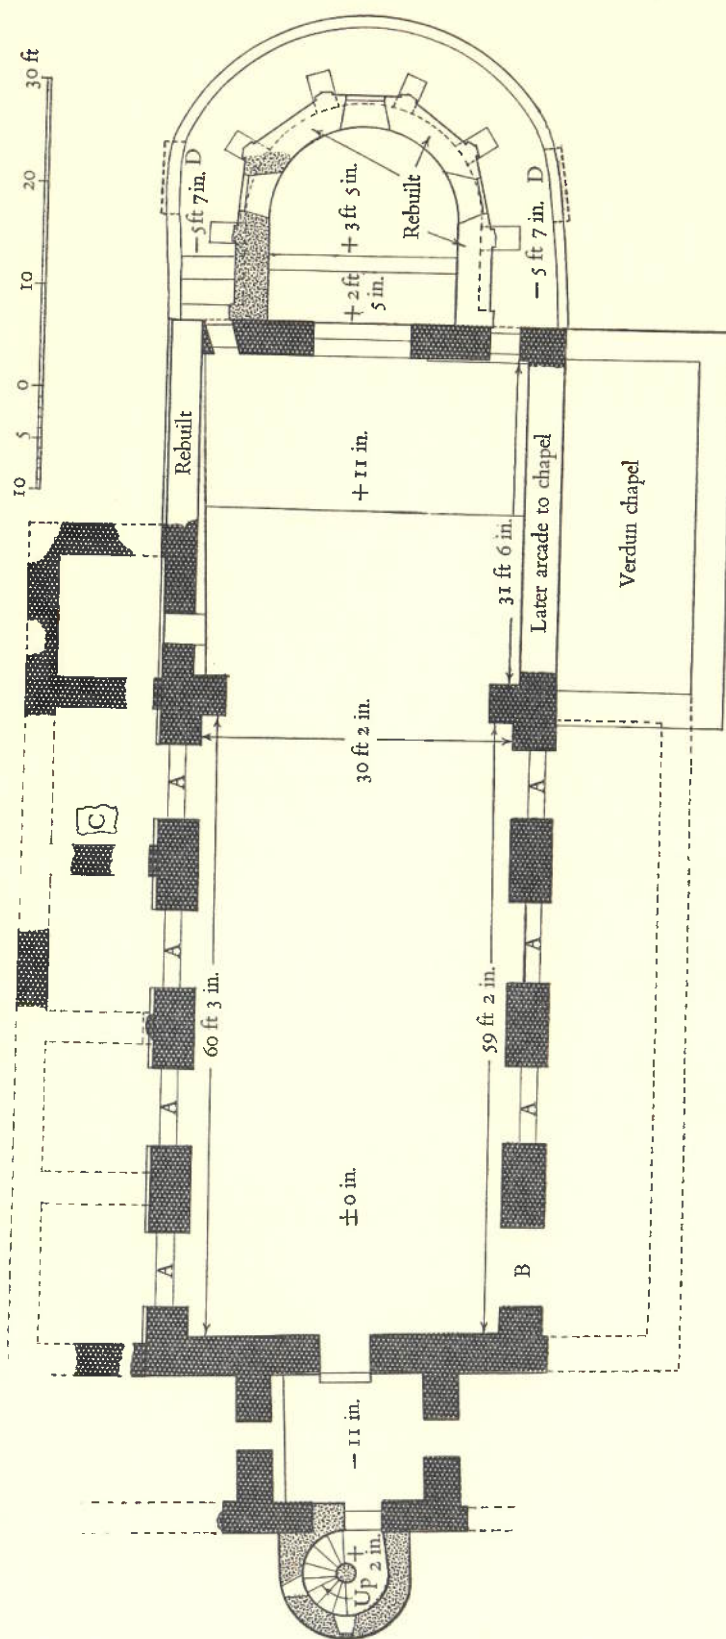 10 5 0 10 20 30 ft
Rebuilt
D
−5 ft 7 in.
+3 ft 5 in.
+2 ft
5 in.
Rebuilt
−5 ft 7 in.
D
+11 in.
31 ft 6 in.
Later arcade to chapel
Verdun chapel
30 ft 2 in.
C
A
A
A
A
60 ft 3 in.
59 ft 2 in.
A
A
A
B
±0 in.
−11 in.
Up +
2 in.